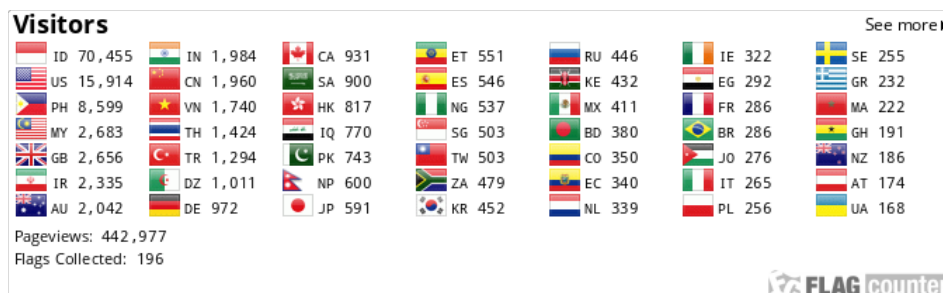 Visitors See more
ID 70,455 IN 1,984 CA 931 ET 551 RU 446 IE 322 SE 255
US 15,914 CN 1,960 SA 900 ES 546 KE 432 EG 292 GR 232
PH 8,599 VN 1,740 HK 817 NG 537 MX 411 FR 286 MA 222
MY 2,683 TH 1,424 IQ 770 SG 503 BD 380 BR 286 GH 191
GB 2,656 TR 1,294 PK 743 TW 503 CO 350 JO 276 NZ 186
IR 2,335 DZ 1,011 NP 600 ZA 479 EC 340 IT 265 AT 174
AU 2,042 DE 972 JP 591 KR 452 NL 339 PL 256 UA 168
Pageviews: 442,977
Flags Collected: 196
FLAG counter